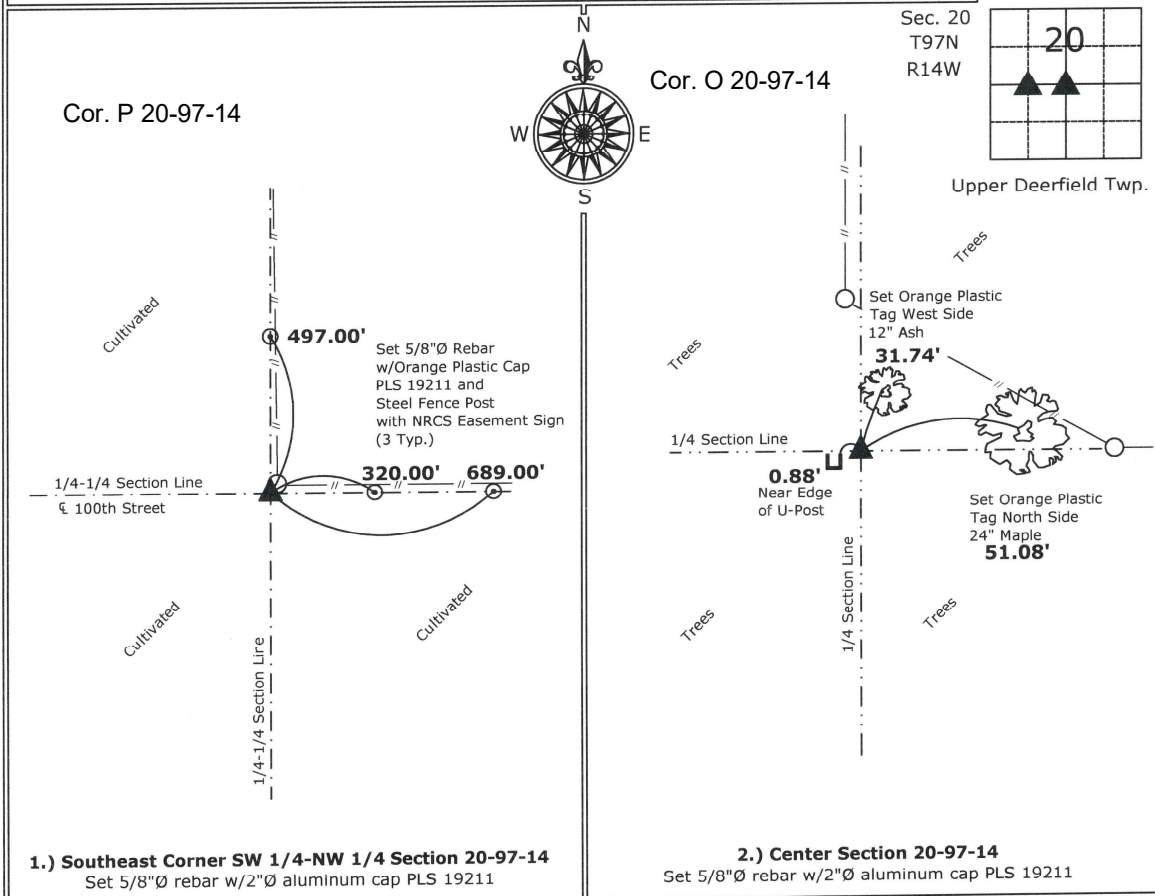 Sec. 20
T97N
R14W
20
Upper Deerfield Twp.
N
W
E
S
Cor. P 20-97-14
Cultivated
497.00'
Set 5/8"Ø Rebar
w/Orange Plastic Cap
PLS 19211 and
Steel Fence Post
with NRCS Easement Sign
(3 Typ.)
320.00' 689.00'
1/4-1/4 Section Line
℄ 100th Street
Cultivated
Cultivated
1/4-1/4 Section Line
1.) Southeast Corner SW 1/4-NW 1/4 Section 20-97-14
Set 5/8"Ø rebar w/2"Ø aluminum cap PLS 19211
Cor. O 20-97-14
Trees
Set Orange Plastic
Tag West Side
12" Ash
31.74'
Trees
1/4 Section Line
0.88'
Near Edge
of U-Post
Set Orange Plastic
Tag North Side
24" Maple
51.08'
1/4 Section Line
Trees
Trees
2.) Center Section 20-97-14
Set 5/8"Ø rebar w/2"Ø aluminum cap PLS 19211